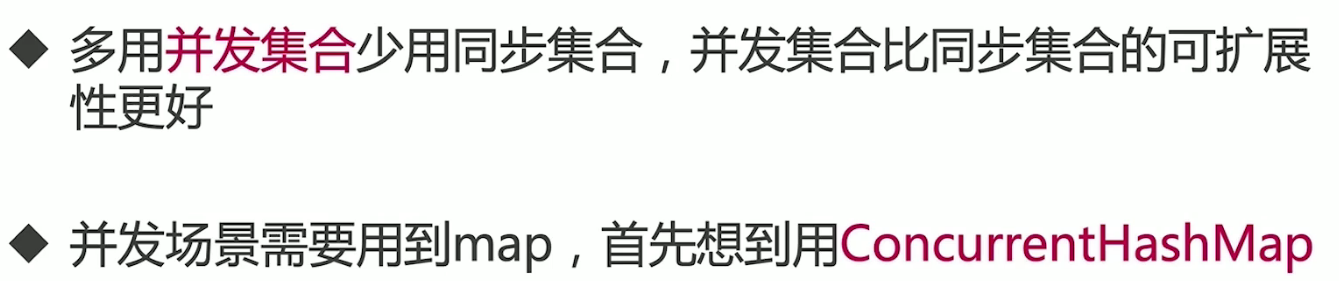 ◆ 多用并发集合少用同步集合，并发集合比同步集合的可扩展
性更好
◆ 并发场景需要用到map，首先想到用ConcurrentHashMap